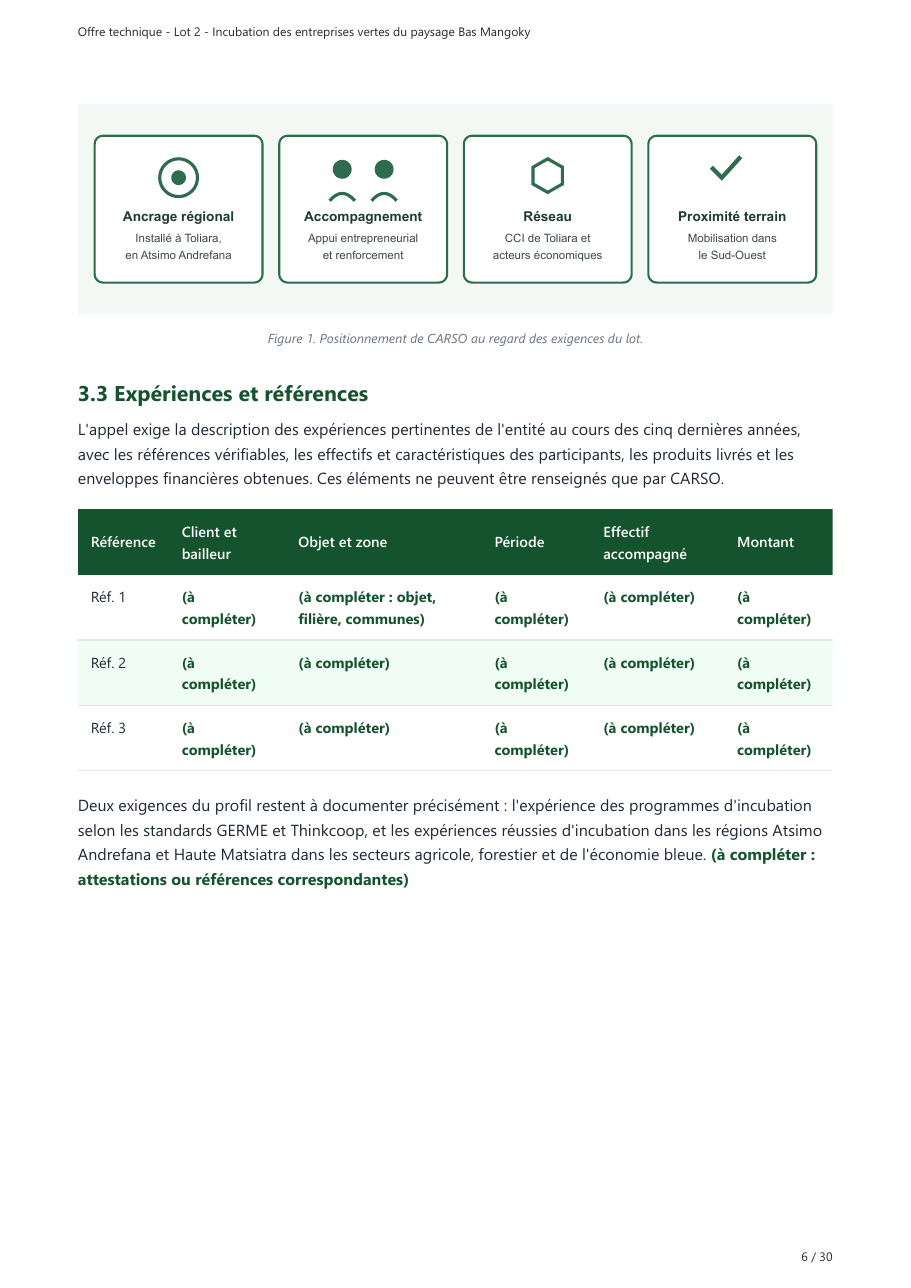 Offre technique - Lot 2 - Incubation des entreprises vertes du paysage Bas Mangoky
Ancrage régional
Installé à Toliara,
en Atsimo Andrefana
Accompagnement
Appui entrepreneurial
et renforcement
Réseau
CCI de Toliara et
acteurs économiques
Proximité terrain
Mobilisation dans
le Sud-Ouest
Figure 1. Positionnement de CARSO au regard des exigences du lot.
3.3 Expériences et références
L'appel exige la description des expériences pertinentes de l'entité au cours des cinq dernières années,
avec les références vérifiables, les effectifs et caractéristiques des participants, les produits livrés et les
enveloppes financières obtenues. Ces éléments ne peuvent être renseignés que par CARSO.
Référence
Client et
bailleur
Objet et zone
Période
Effectif
accompagné
Montant
Réf. 1
(à
compléter)
(à compléter : objet,
filière, communes)
(à
compléter)
(à compléter)
(à
compléter)
Réf. 2
(à
compléter)
(à compléter)
(à
compléter)
(à compléter)
(à
compléter)
Réf. 3
(à
compléter)
(à compléter)
(à
compléter)
(à compléter)
(à
compléter)
Deux exigences du profil restent à documenter précisément : l'expérience des programmes d'incubation
selon les standards GERME et Thinkcoop, et les expériences réussies d'incubation dans les régions Atsimo
Andrefana et Haute Matsiatra dans les secteurs agricole, forestier et de l'économie bleue. (à compléter :
attestations ou références correspondantes)
6 / 30